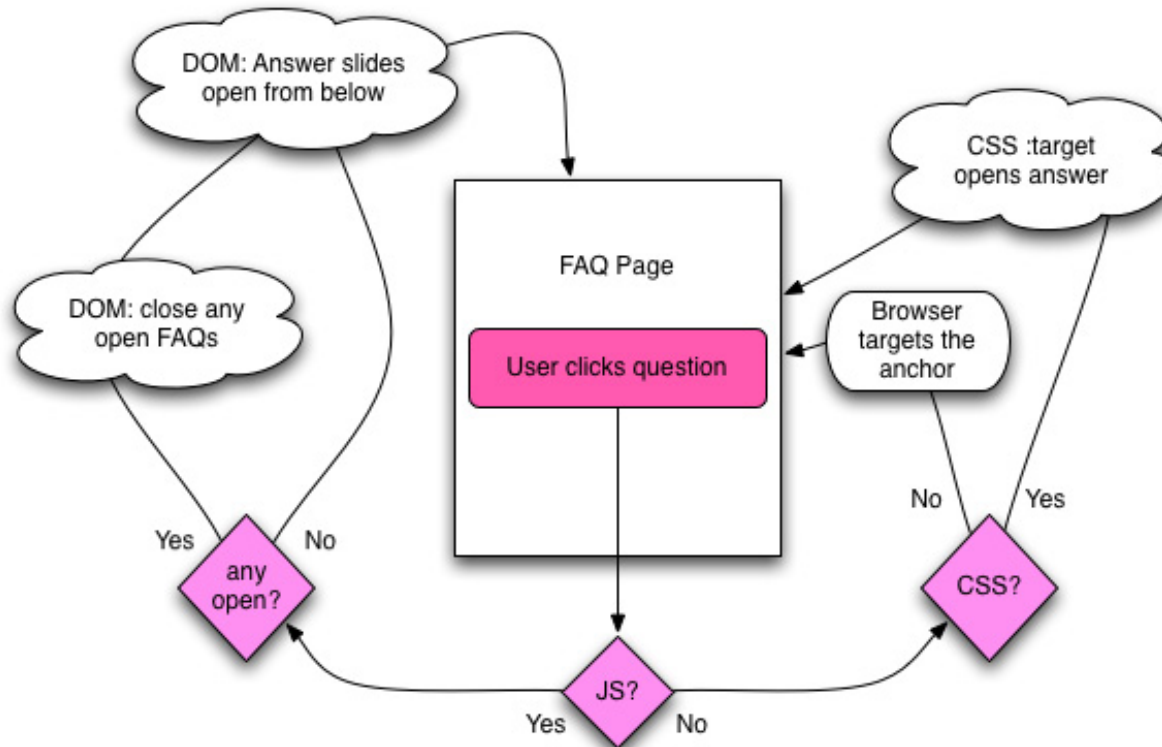 DOM: Answer slides
open from below
CSS :target
opens answer
FAQ Page
DOM: close any
open FAQs
Browser
targets the
anchor
User clicks question
No
Yes
Yes
No
any
open?
CSS?
JS?
Yes
No